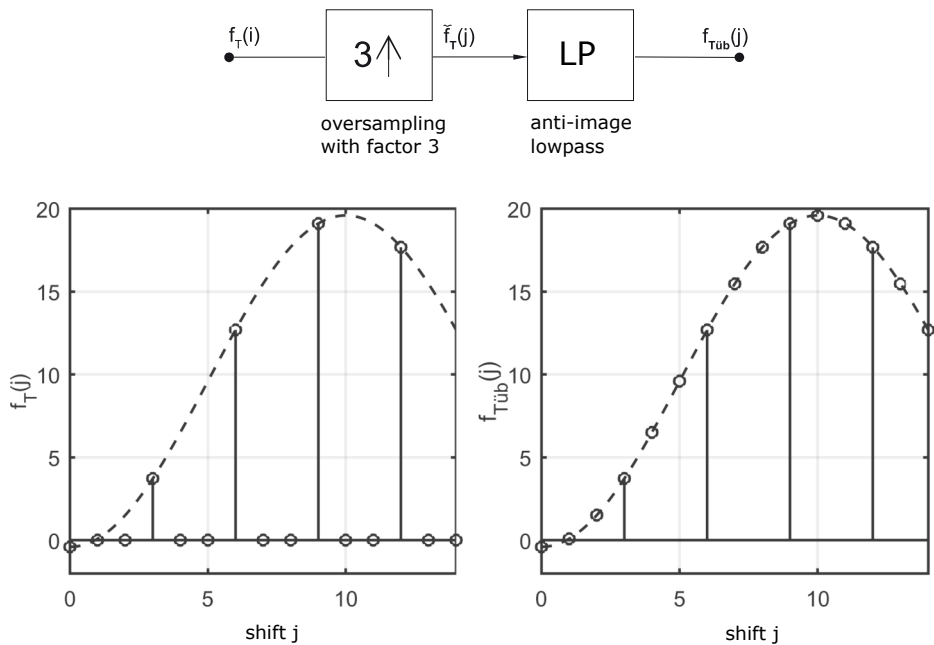 f_T(i)
3↑
f̃_T(j)
LP
f_Tüb(j)
oversampling
with factor 3
anti-image
lowpass
20
15
10
5
0
f_T(j)
0 5 10
shift j
20
15
10
5
0
f_Tüb(j)
0 5 10
shift j